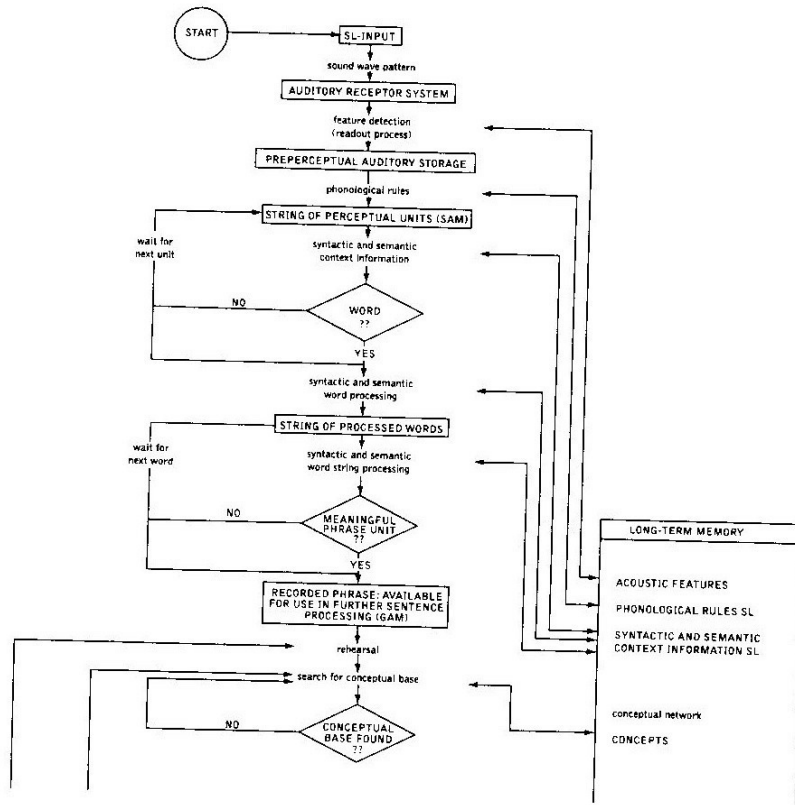 START
SL-INPUT
sound wave pattern
AUDITORY RECEPTOR SYSTEM
feature detection
(readout process)
PREPERCEPTUAL AUDITORY STORAGE
phonological rules
STRING OF PERCEPTUAL UNITS (SAM)
wait for
next unit
syntactic and semantic
context information
NO
WORD
??
YES
syntactic and semantic
word processing
STRING OF PROCESSED WORDS
wait for
next word
syntactic and semantic
word string processing
NO
MEANINGFUL
PHRASE UNIT
??
YES
RECORDED PHRASE: AVAILABLE
FOR USE IN FURTHER SENTENCE
PROCESSING (GAM)
rehearsal
search for conceptual base
NO
CONCEPTUAL
BASE FOUND
??
LONG-TERM MEMORY
ACOUSTIC FEATURES
PHONOLOGICAL RULES SL
SYNTACTIC AND SEMANTIC
CONTEXT INFORMATION SL
conceptual network
CONCEPTS